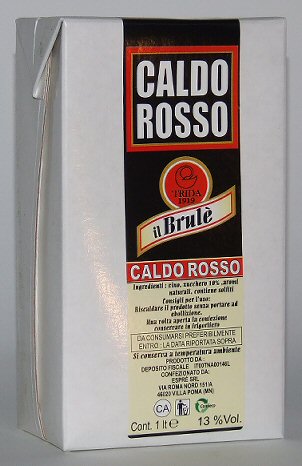 CALDO
ROSSO
TRIDA
1919
il Brulè
CALDO ROSSO
Ingredienti : vino, zucchero 10% ,aromi
naturali. contiene solfiti
Consigli per l'uso:
Riscaldare il prodotto senza portare ad
ebollizione.
Una volta aperta la confezione
conservare in frigorifero
DA CONSUMARSI PREFERIBILMENTE
ENTRO : LA DATA RIPORTATA SOPRA
Si conserva a temperatura ambiente
PRODOTTO DA :
DEPOSITO FISCALE
CONFEZIONATO DA:
ESPRÈ SRL
VIA ROMA NORD 151/A
46020 VILLA POMA (MN)
CA
Cont. 1 lt e 13 %Vol.